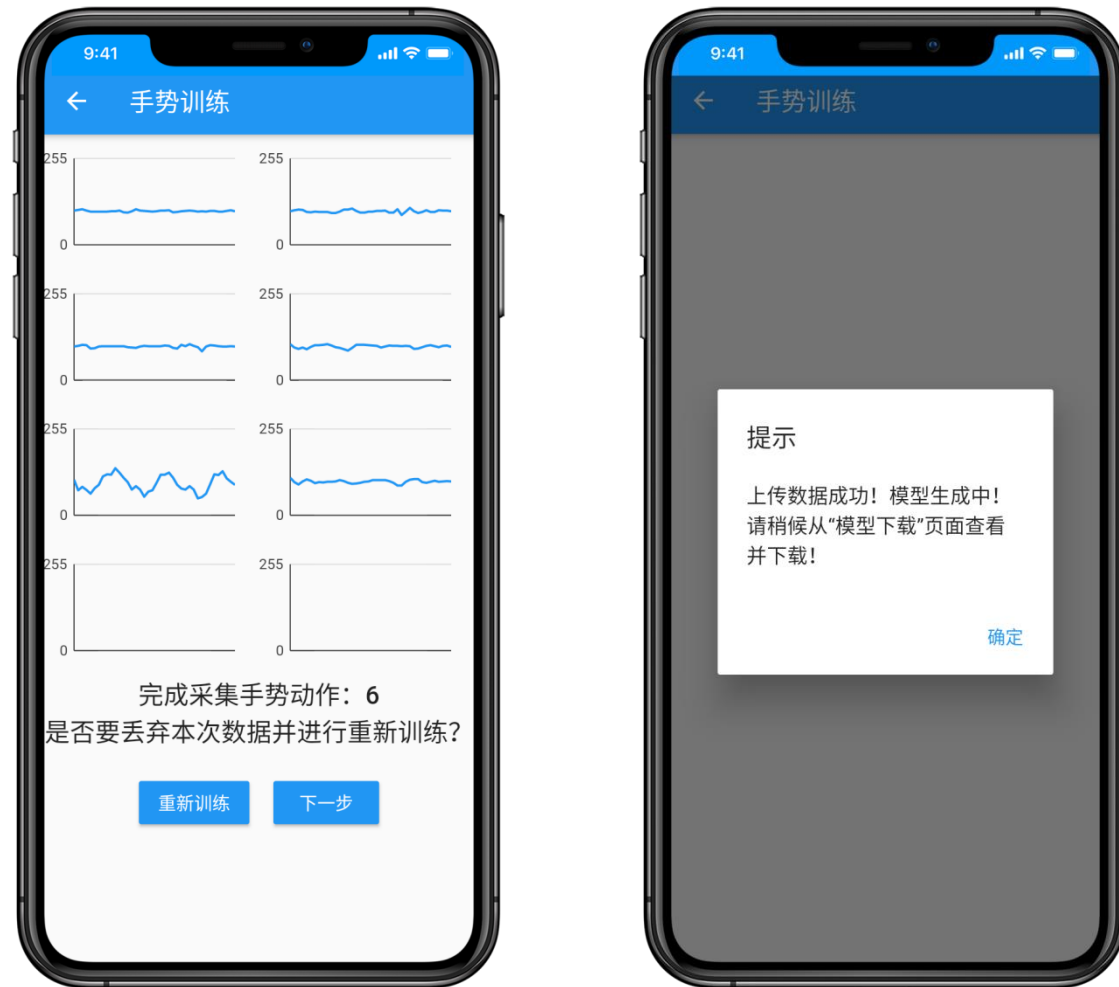 9:41
手势训练
255
255
0
0
255
255
0
0
255
255
0
0
255
255
0
0
完成采集手势动作：6
是否要丢弃本次数据并进行重新训练？
重新训练
下一步
9:41
手势训练
提示
上传数据成功！模型生成中！
请稍候从“模型下载”页面查看
并下载！
确定